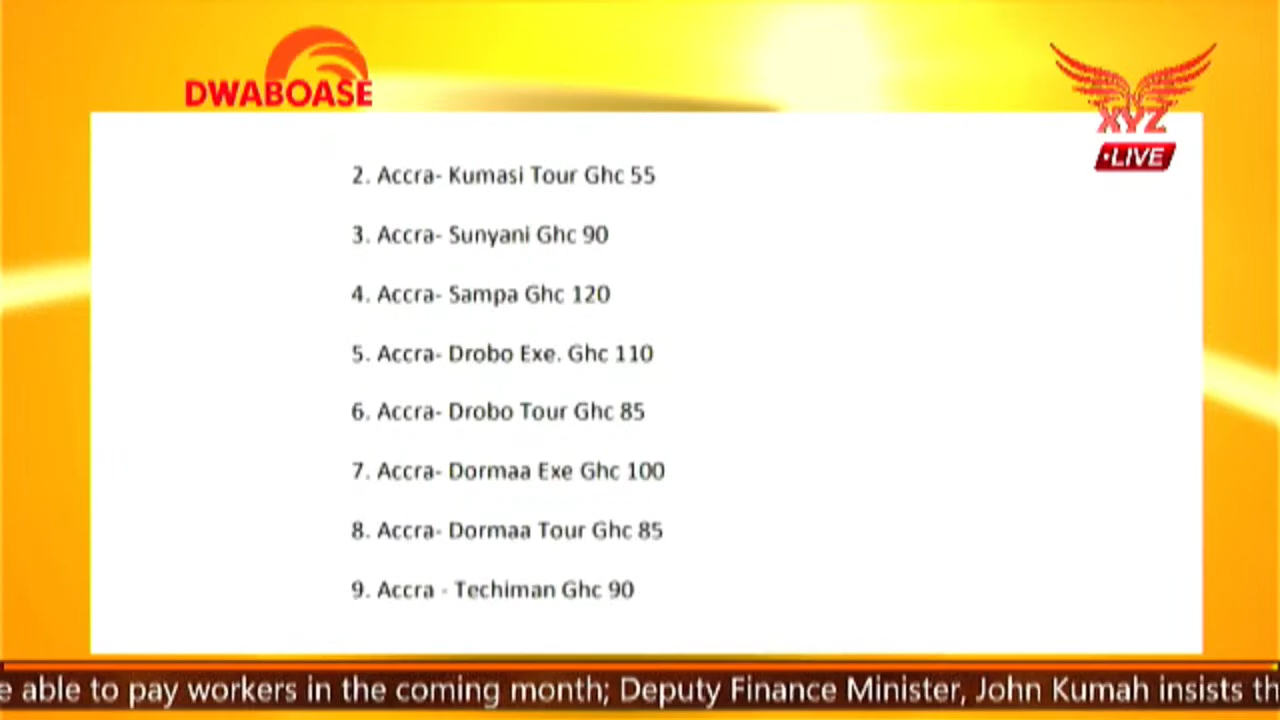 DWABOASE
XYZ
•LIVE
2. Accra- Kumasi Tour Ghc 55
3. Accra- Sunyani Ghc 90
4. Accra- Sampa Ghc 120
5. Accra- Drobo Exe. Ghc 110
6. Accra- Drobo Tour Ghc 85
7. Accra- Dormaa Exe Ghc 100
8. Accra- Dormaa Tour Ghc 85
9. Accra - Techiman Ghc 90
e able to pay workers in the coming month; Deputy Finance Minister, John Kumah insists th